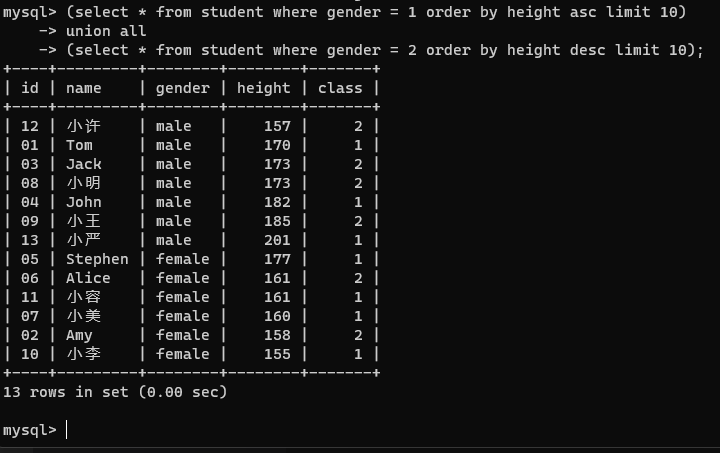 mysql> (select * from student where gender = 1 order by height asc limit 10)
    -> union all
    -> (select * from student where gender = 2 order by height desc limit 10);
+----+---------+--------+--------+-------+
| id | name    | gender | height | class |
+----+---------+--------+--------+-------+
| 12 | 小许    | male   |    157 |     2 |
| 01 | Tom     | male   |    170 |     1 |
| 03 | Jack    | male   |    173 |     2 |
| 08 | 小明    | male   |    173 |     2 |
| 04 | John    | male   |    182 |     1 |
| 09 | 小王    | male   |    185 |     2 |
| 13 | 小严    | male   |    201 |     1 |
| 05 | Stephen | female |    177 |     1 |
| 06 | Alice   | female |    161 |     2 |
| 11 | 小容    | female |    161 |     1 |
| 07 | 小美    | female |    160 |     1 |
| 02 | Amy     | female |    158 |     2 |
| 10 | 小李    | female |    155 |     1 |
+----+---------+--------+--------+-------+
13 rows in set (0.00 sec)
mysql>